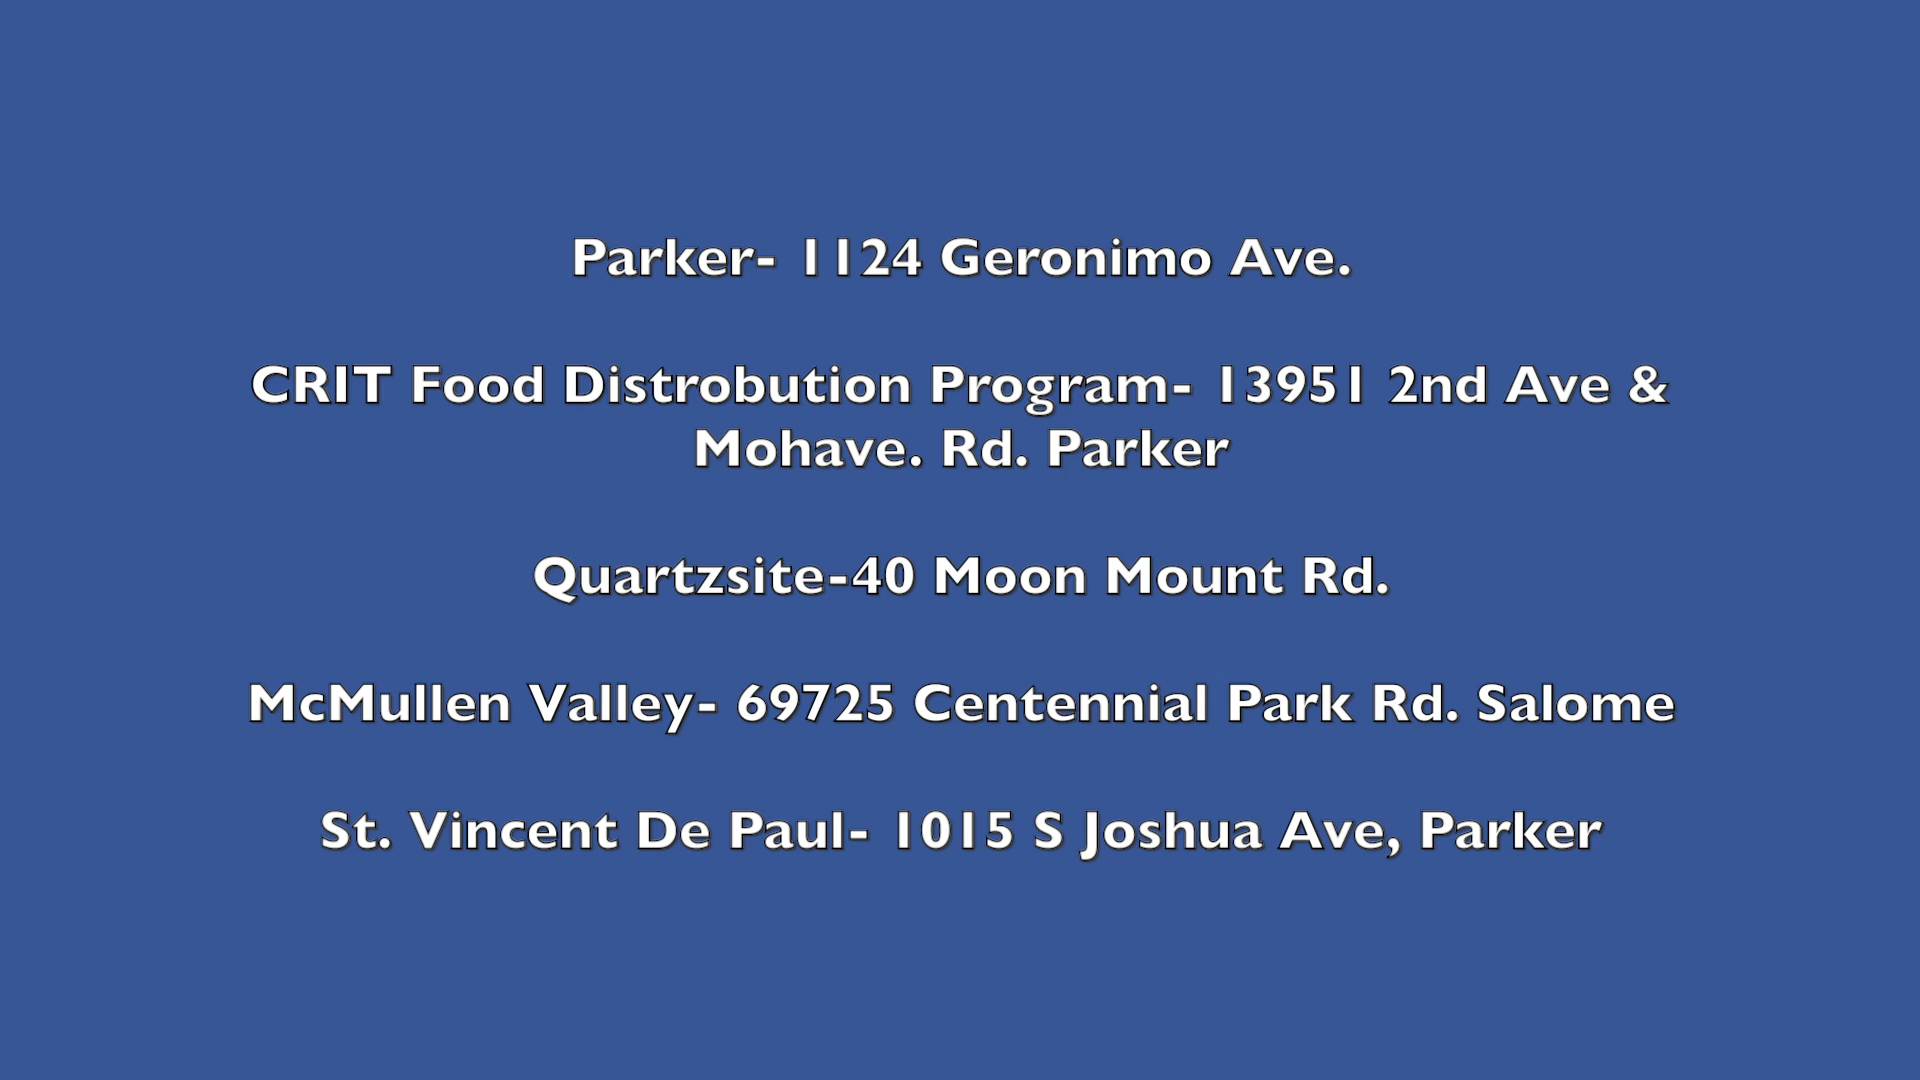 Parker- 1124 Geronimo Ave.
CRIT Food Distrobution Program- 13951 2nd Ave &
Mohave. Rd. Parker
Quartzsite-40 Moon Mount Rd.
McMullen Valley- 69725 Centennial Park Rd. Salome
St. Vincent De Paul- 1015 S Joshua Ave, Parker